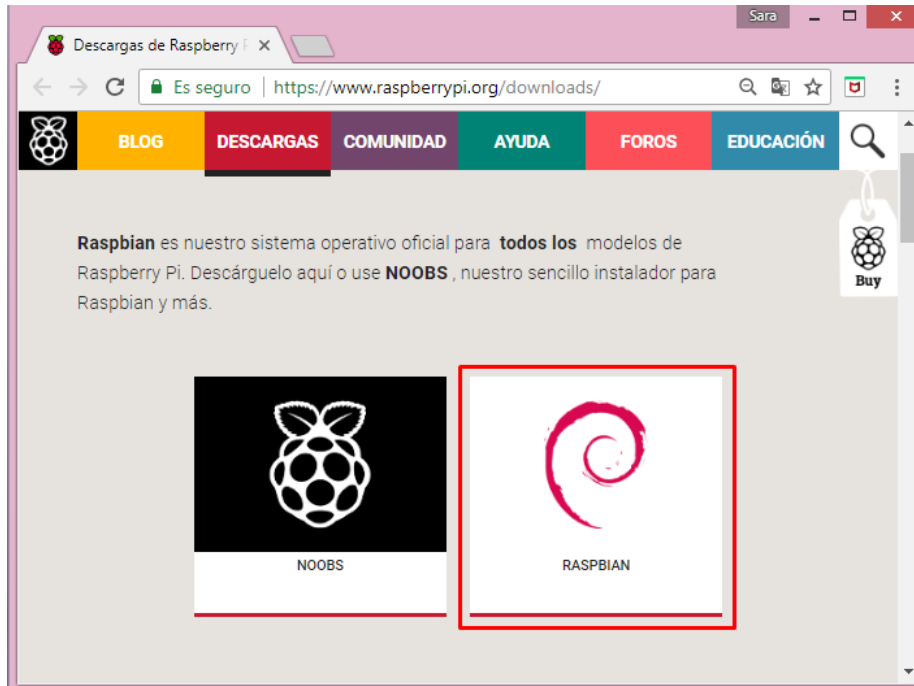 Sara
Descargas de Raspberry P
Es seguro | https://www.raspberrypi.org/downloads/
BLOG DESCARGAS COMUNIDAD AYUDA FOROS EDUCACIÓN
Raspbian es nuestro sistema operativo oficial para todos los modelos de
Raspberry Pi. Descárguelo aquí o use NOOBS , nuestro sencillo instalador para
Raspbian y más.
Buy
NOOBS
RASPBIAN